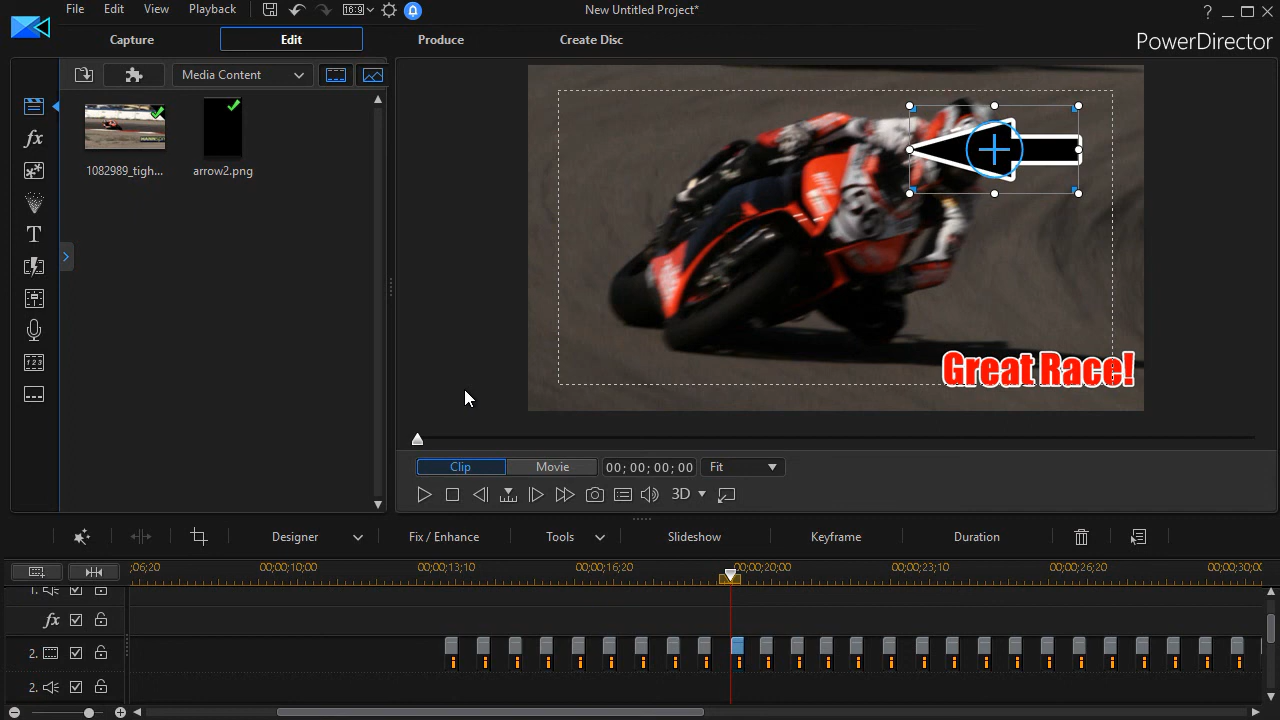 File Edit View Playback 16:9 New Untitled Project* ?
Capture Edit Produce Create Disc PowerDirector
Media Content
1082989_tigh... arrow2.png
fx
T
Great Race!
Clip Movie 00; 00; 00; 00 Fit
3D
Designer Fix / Enhance Tools Slideshow Keyframe Duration
;06;20 00;00;10;00 00;00;13;10 00;00;16;20 00;00;20;00 00;00;23;10 00;00;26;20 00;00;30;00
1.
fx
2.
2.